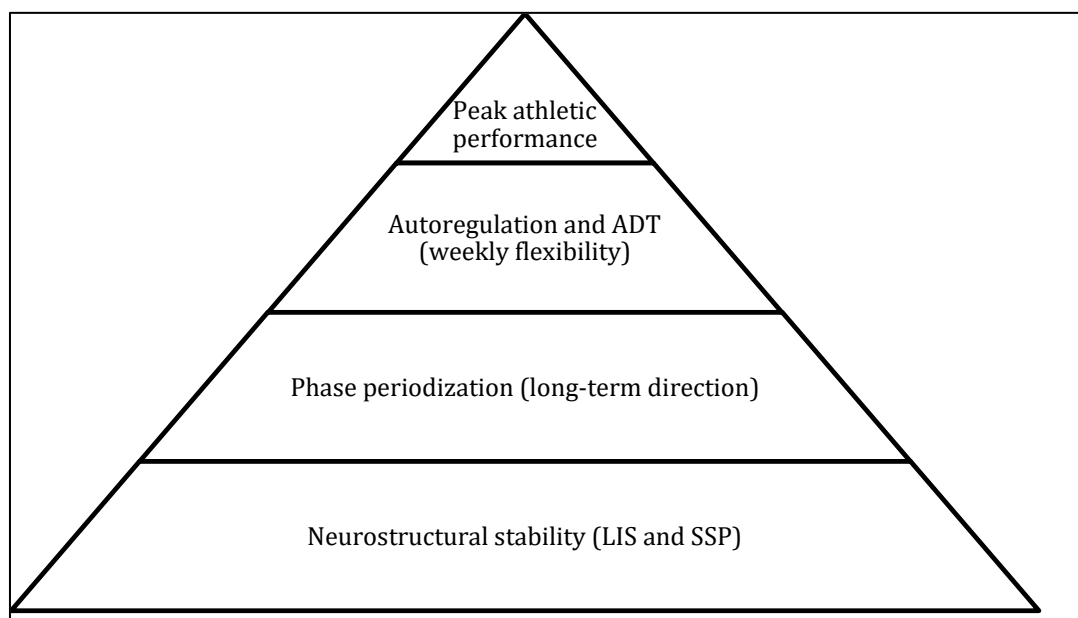 Peak athletic
performance
Autoregulation and ADT
(weekly flexibility)
Phase periodization (long-term direction)
Neurostructural stability (LIS and SSP)